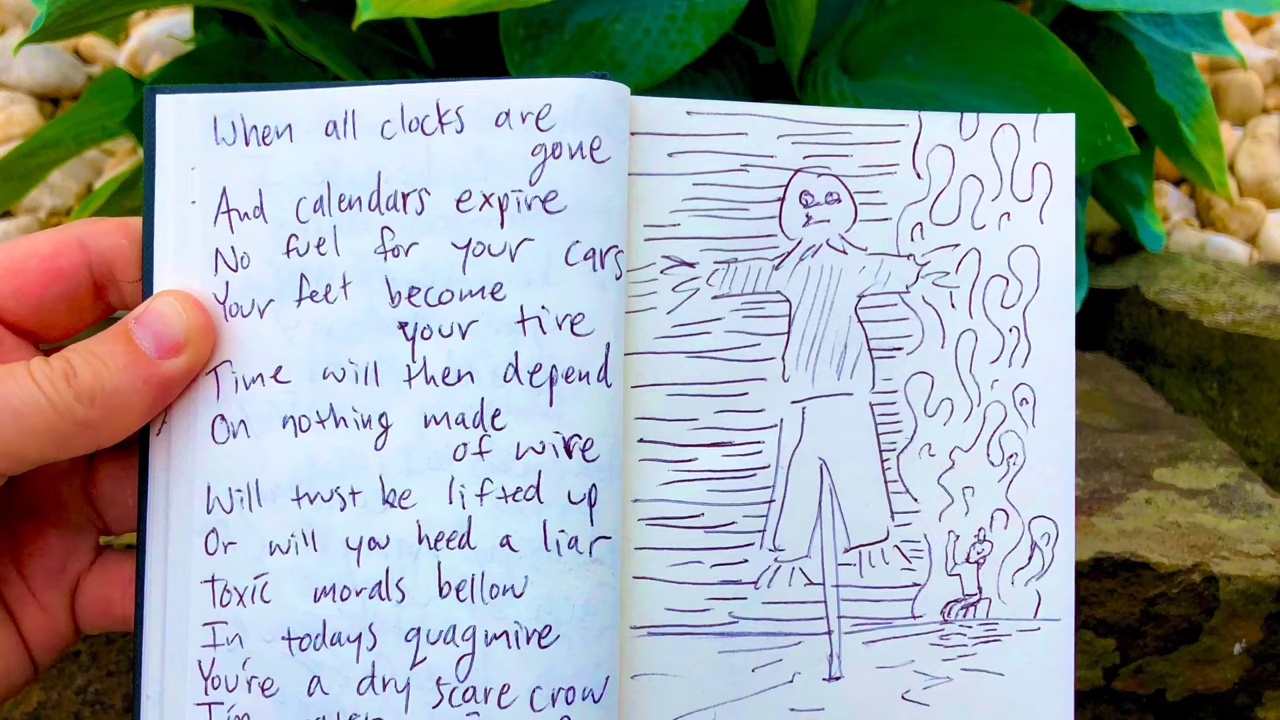 When all clocks are
gone
And calendars expire
No fuel for your cars
Your feet become
your tire
Time will then depend
On nothing made
of wire
Will trust be lifted up
Or will you heed a liar
Toxic morals bellow
In todays quagmire
You're a dry scare crow